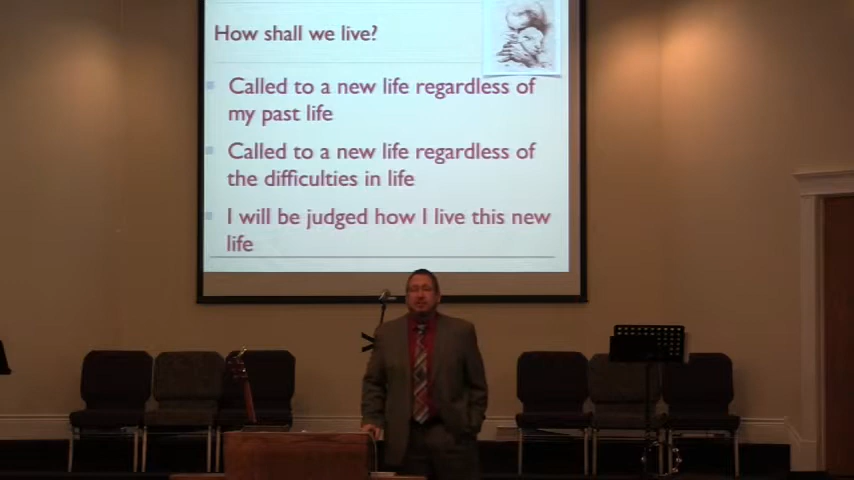 How shall we live?
Called to a new life regardless of
my past life
Called to a new life regardless of
the difficulties in life
I will be judged how I live this new
life